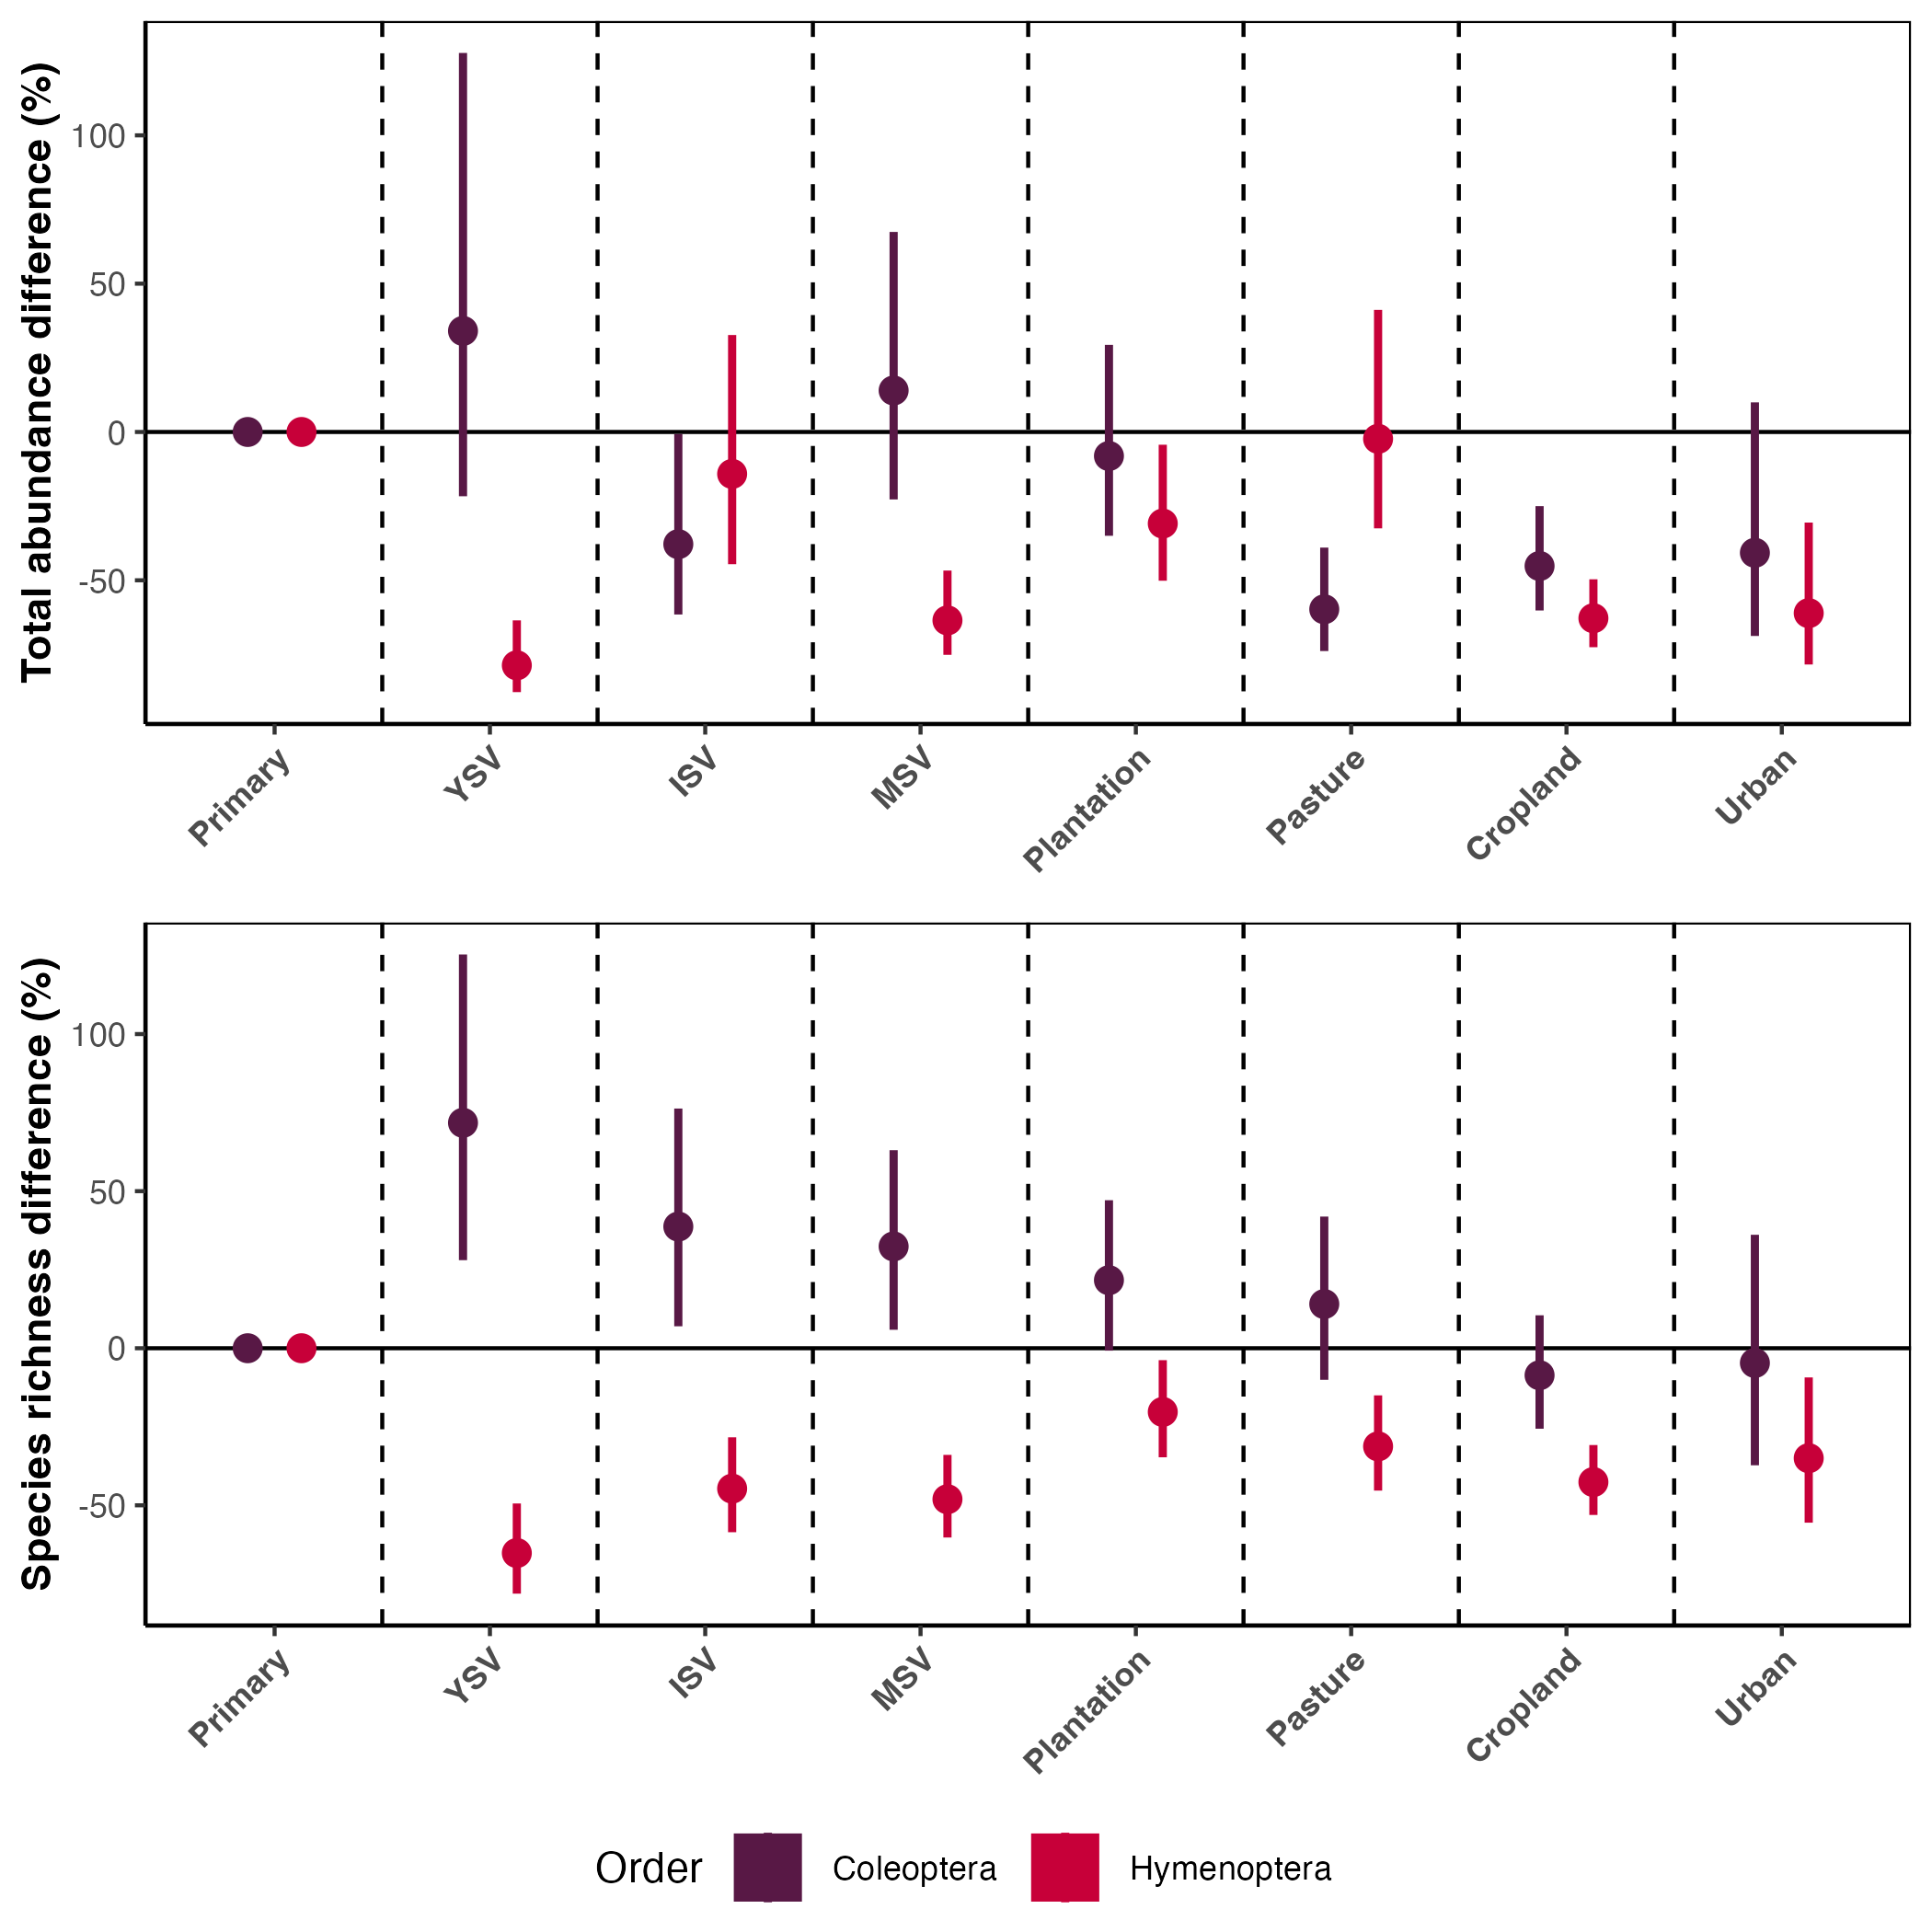 Total abundance difference (%)
100
50
0
-50
Primary
YSV
ISV
MSV
Plantation
Pasture
Cropland
Urban
Species richness difference (%)
100
50
0
-50
Primary
YSV
ISV
MSV
Plantation
Pasture
Cropland
Urban
Order Coleoptera Hymenoptera